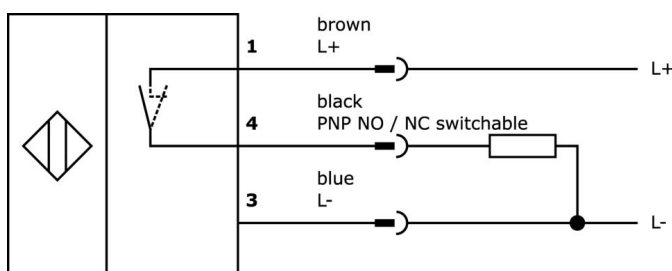 brown
1 L+
L+
black
4 PNP NO / NC switchable
blue
3 L-
L-